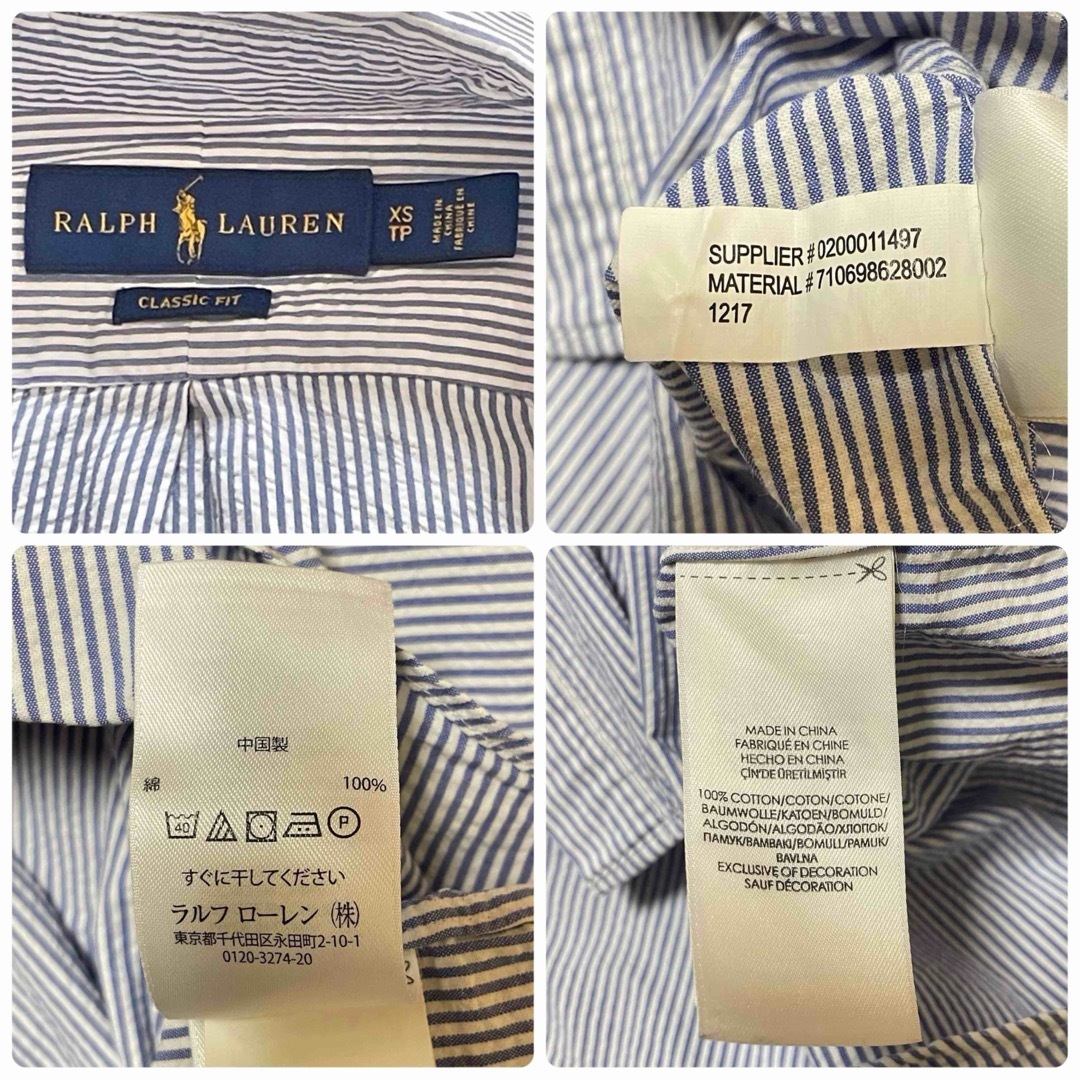 RALPH LAUREN
XS
TP
MADE IN
CHINA
FABRIQUE EN
CHINE
CLASSIC FIT
SUPPLIER # 0200011497
MATERIAL # 710698628002
1217
中国製
綿 100%
40 P
すぐに干してください
ラルフ ローレン (株)
東京都千代田区永田町2-10-1
0120-3274-20
MADE IN CHINA
FABRIQUÉ EN CHINE
HECHO EN CHINA
ÇİN'DE ÜRETİLMİŞTİR
100% COTTON/COTON/COTONE/
BAUMWOLLE/KATOEN/BOMULD/
ALGODÓN/ALGODÃO/ХЛОПОК/
ПАМУК/BAMBAKI/BOMULL/PAMUK/
BAVLNA
EXCLUSIVE OF DECORATION
SAUF DÉCORATION